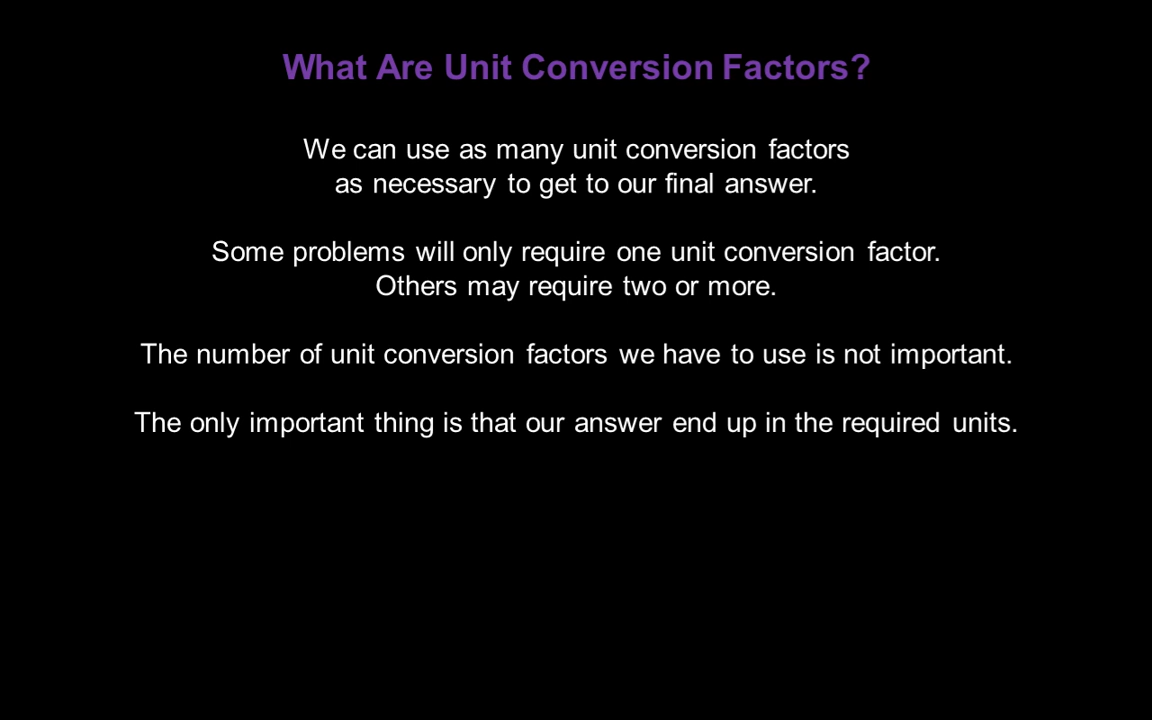 What Are Unit Conversion Factors?
We can use as many unit conversion factors
as necessary to get to our final answer.
Some problems will only require one unit conversion factor.
Others may require two or more.
The number of unit conversion factors we have to use is not important.
The only important thing is that our answer end up in the required units.